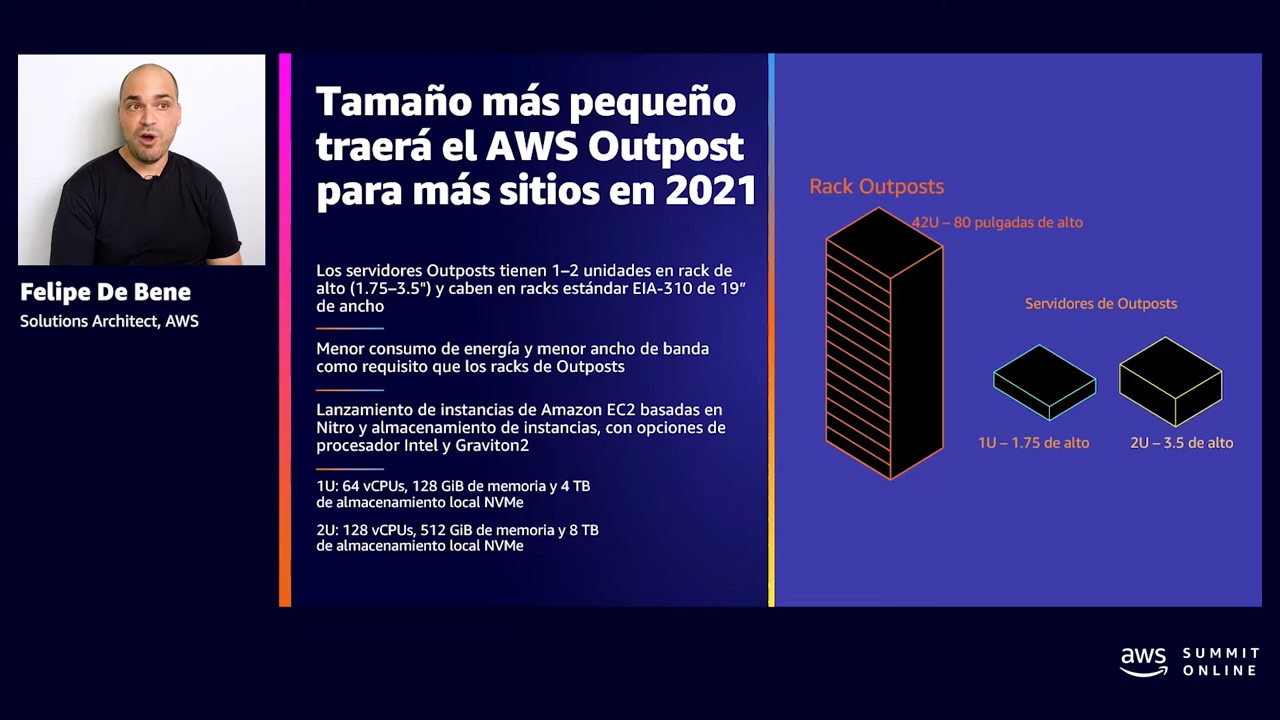 Tamaño más pequeño
traerá el AWS Outpost
para más sitios en 2021
Los servidores Outposts tienen 1–2 unidades en rack de
alto (1.75–3.5") y caben en racks estándar EIA-310 de 19”
de ancho
Menor consumo de energía y menor ancho de banda
como requisito que los racks de Outposts
Lanzamiento de instancias de Amazon EC2 basadas en
Nitro y almacenamiento de instancias, con opciones de
procesador Intel y Graviton2
1U: 64 vCPUs, 128 GiB de memoria y 4 TB
de almacenamiento local NVMe
2U: 128 vCPUs, 512 GiB de memoria y 8 TB
de almacenamiento local NVMe
Rack Outposts
42U – 80 pulgadas de alto
Servidores de Outposts
1U – 1.75 de alto
2U – 3.5 de alto
Felipe De Bene
Solutions Architect, AWS
aws
SUMMIT
ONLINE